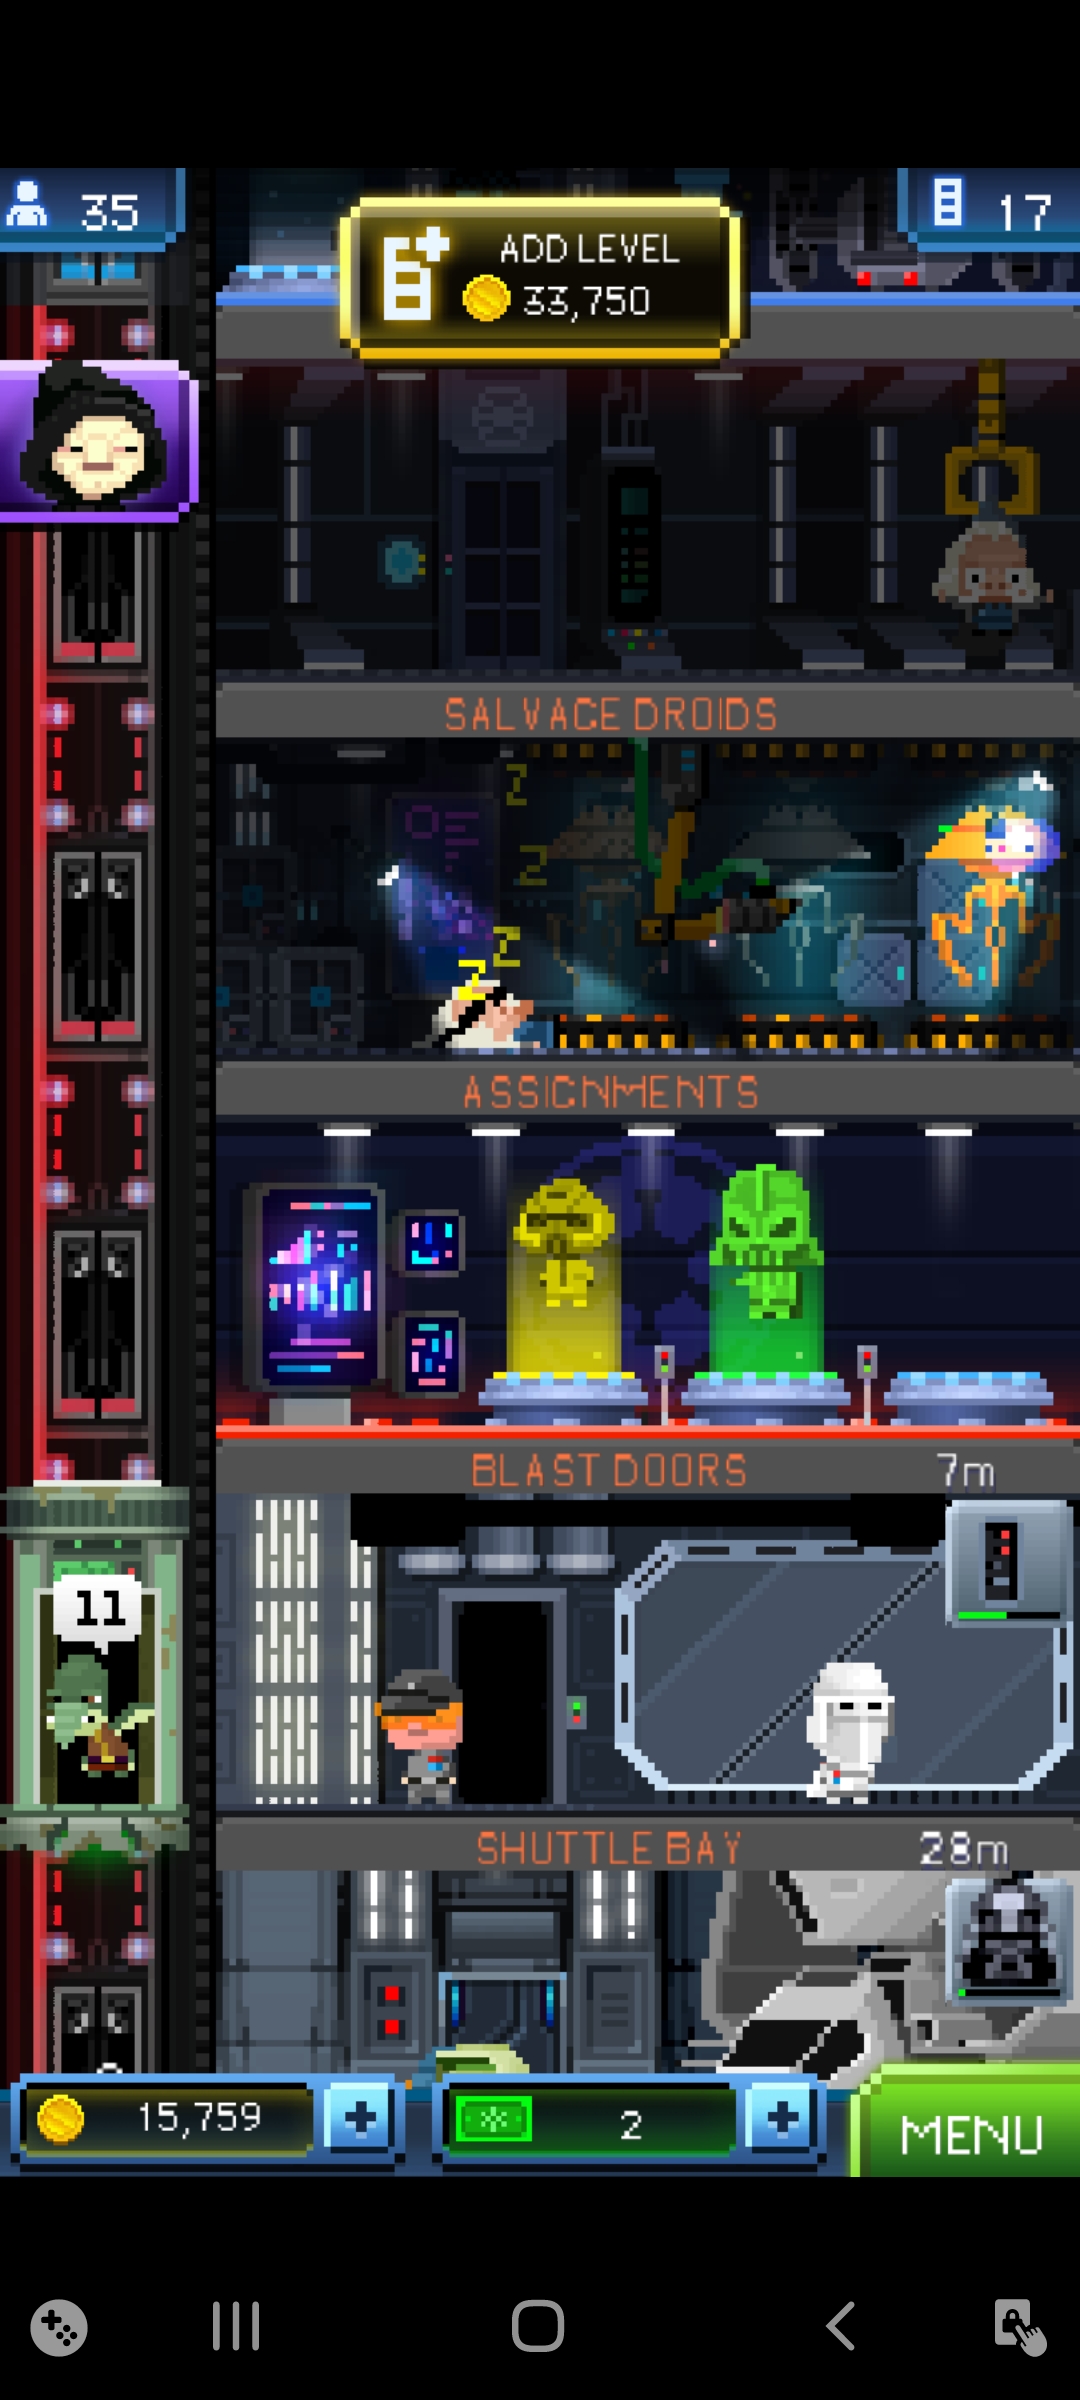 35
17
ADD LEVEL
33,750
SALVAGE DROIDS
Z
Z
Z
Z
ASSIGNMENTS
BLAST DOORS 7m
11
SHUTTLE BAY 28m
15,759
2
MENU